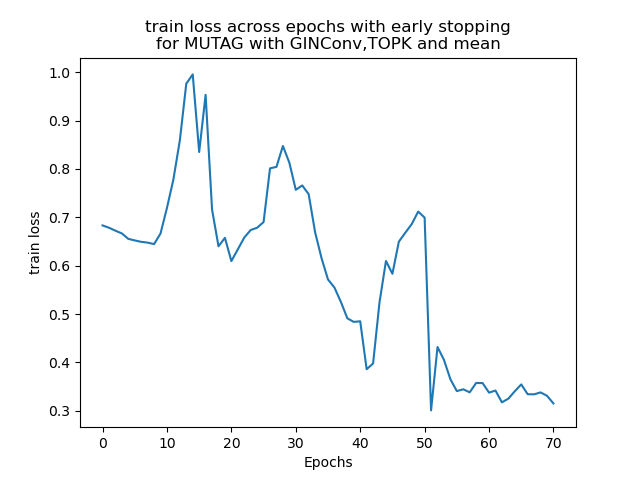 train loss across epochs with early stopping
for MUTAG with GINConv,TOPK and mean
1.0
0.9
0.8
0.7
0.6
0.5
0.4
0.3
train loss
0 10 20 30 40 50 60 70
Epochs